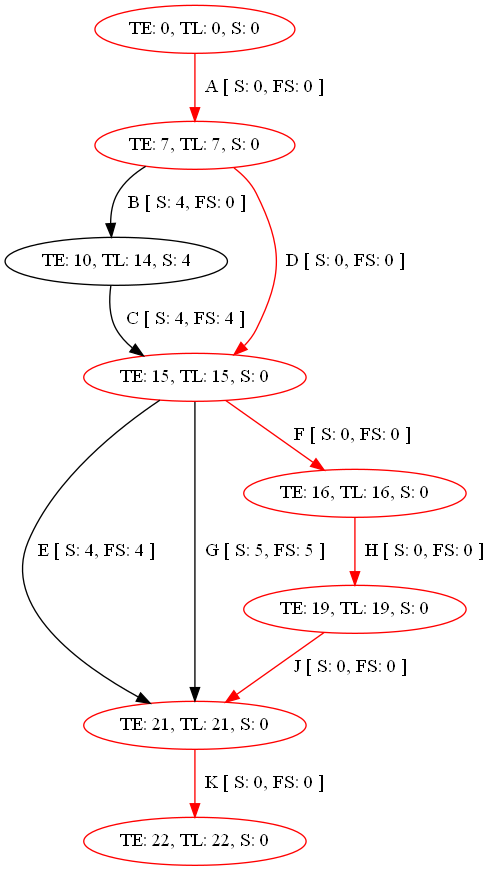 TE: 0, TL: 0, S: 0
A [ S: 0, FS: 0 ]
TE: 7, TL: 7, S: 0
B [ S: 4, FS: 0 ]
TE: 10, TL: 14, S: 4
D [ S: 0, FS: 0 ]
C [ S: 4, FS: 4 ]
TE: 15, TL: 15, S: 0
F [ S: 0, FS: 0 ]
TE: 16, TL: 16, S: 0
E [ S: 4, FS: 4 ]
G [ S: 5, FS: 5 ]
H [ S: 0, FS: 0 ]
TE: 19, TL: 19, S: 0
J [ S: 0, FS: 0 ]
TE: 21, TL: 21, S: 0
K [ S: 0, FS: 0 ]
TE: 22, TL: 22, S: 0